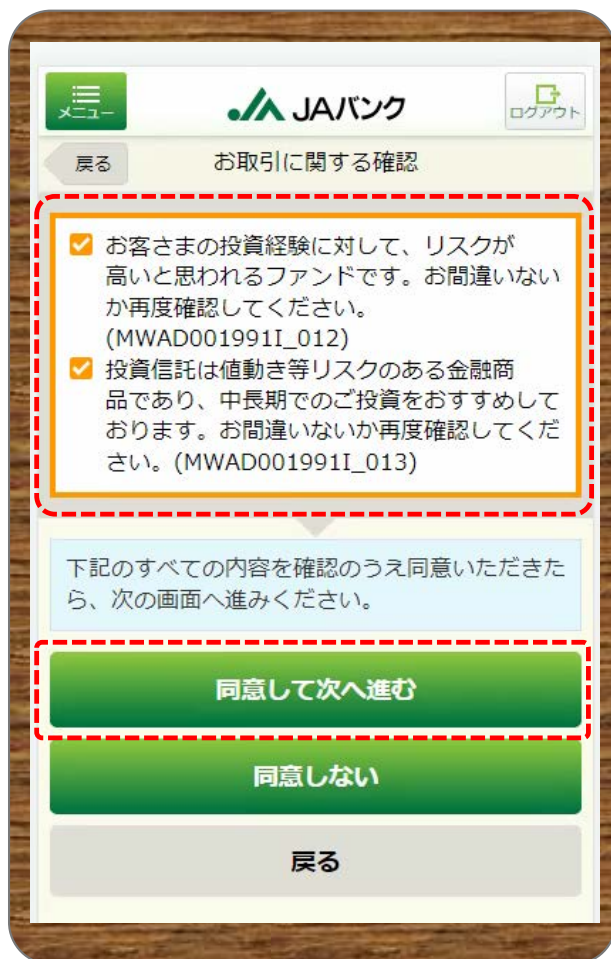 メニュー
JAバンク
ログアウト
戻る
お取引に関する確認
お客さまの投資経験に対して、リスクが
高いと思われるファンドです。お間違いない
か再度確認してください。
(MWAD001991I_012)
投資信託は値動き等リスクのある金融商
品であり、中長期でのご投資をおすすめして
おります。お間違いないか再度確認してくだ
さい。(MWAD001991I_013)
下記のすべての内容を確認のうえ同意いただきた
ら、次の画面へ進みください。
同意して次へ進む
同意しない
戻る